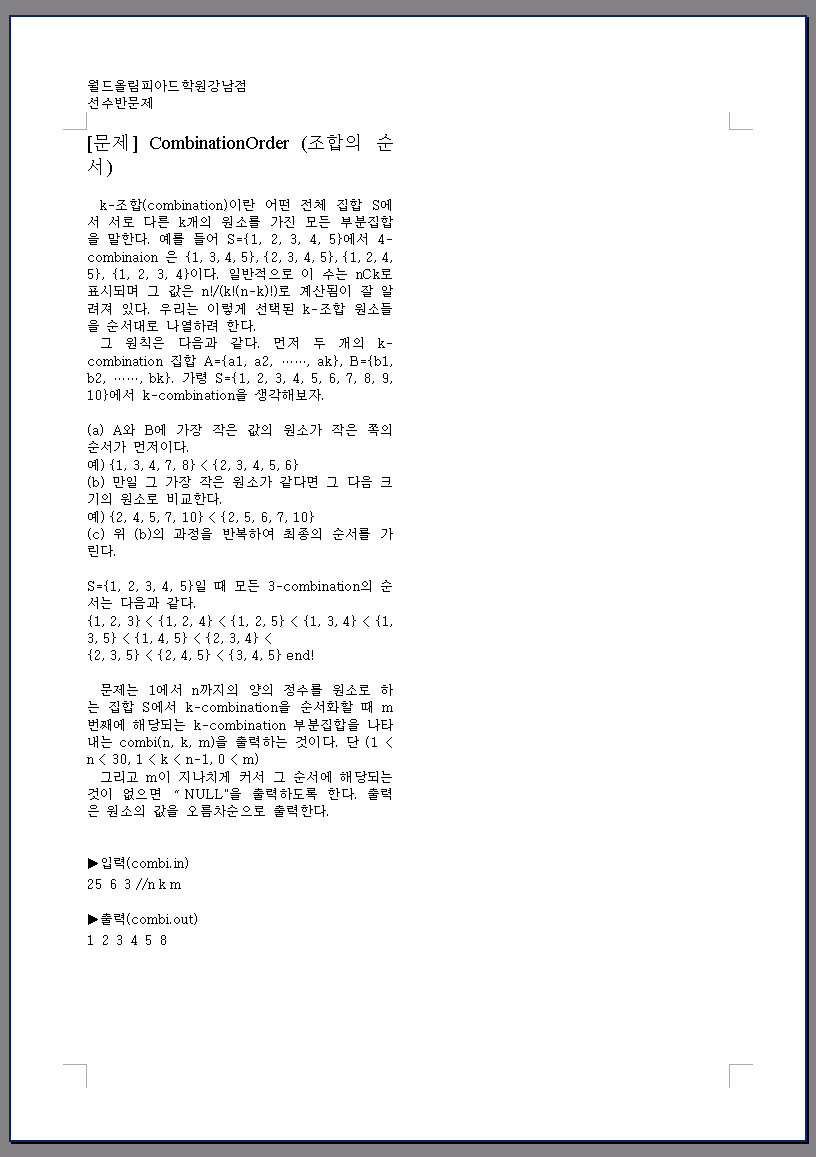 월드올림피아드학원강남점
선수반문제
[문제] CombinationOrder (조합의 순
서)
k-조합(combination)이란 어떤 전체 집합 S에
서 서로 다른 k개의 원소를 가진 모든 부분집합
을 말한다. 예를 들어 S={1, 2, 3, 4, 5}에서 4-
combinaion 은 {1, 3, 4, 5}, {2, 3, 4, 5}, {1, 2, 4,
5}, {1, 2, 3, 4}이다. 일반적으로 이 수는 nCk로
표시되며 그 값은 n!/(k!(n-k)!)로 계산됨이 잘 알
려져 있다. 우리는 이렇게 선택된 k-조합 원소들
을 순서대로 나열하려 한다.
그 원칙은 다음과 같다. 먼저 두 개의 k-
combination 집합 A={a1, a2, ……, ak}, B={b1,
b2, ……, bk}. 가령 S={1, 2, 3, 4, 5, 6, 7, 8, 9,
10}에서 k-combination을 생각해보자.
(a) A와 B에 가장 작은 값의 원소가 작은 쪽의
순서가 먼저이다.
예) {1, 3, 4, 7, 8} < {2, 3, 4, 5, 6}
(b) 만일 그 가장 작은 원소가 같다면 그 다음 크
기의 원소로 비교한다.
예) {2, 4, 5, 7, 10} < {2, 5, 6, 7, 10}
(c) 위 (b)의 과정을 반복하여 최종의 순서를 가
린다.
S={1, 2, 3, 4, 5}일 때 모든 3-combination의 순
서는 다음과 같다.
{1, 2, 3} < {1, 2, 4} < {1, 2, 5} < {1, 3, 4} < {1,
3, 5} < {1, 4, 5} < {2, 3, 4} <
{2, 3, 5} < {2, 4, 5} < {3, 4, 5} end!
문제는 1에서 n까지의 양의 정수를 원소로 하
는 집합 S에서 k-combination을 순서화할 때 m
번째에 해당되는 k-combination 부분집합을 나타
내는 combi(n, k, m)을 출력하는 것이다. 단 (1 <
n < 30, 1 < k < n-1, 0 < m)
그리고 m이 지나치게 커서 그 순서에 해당되는
것이 없으면 “ NULL"을 출력하도록 한다. 출력
은 원소의 값을 오름차순으로 출력한다.
▶입력(combi.in)
25 6 3 //n k m
▶출력(combi.out)
1 2 3 4 5 8